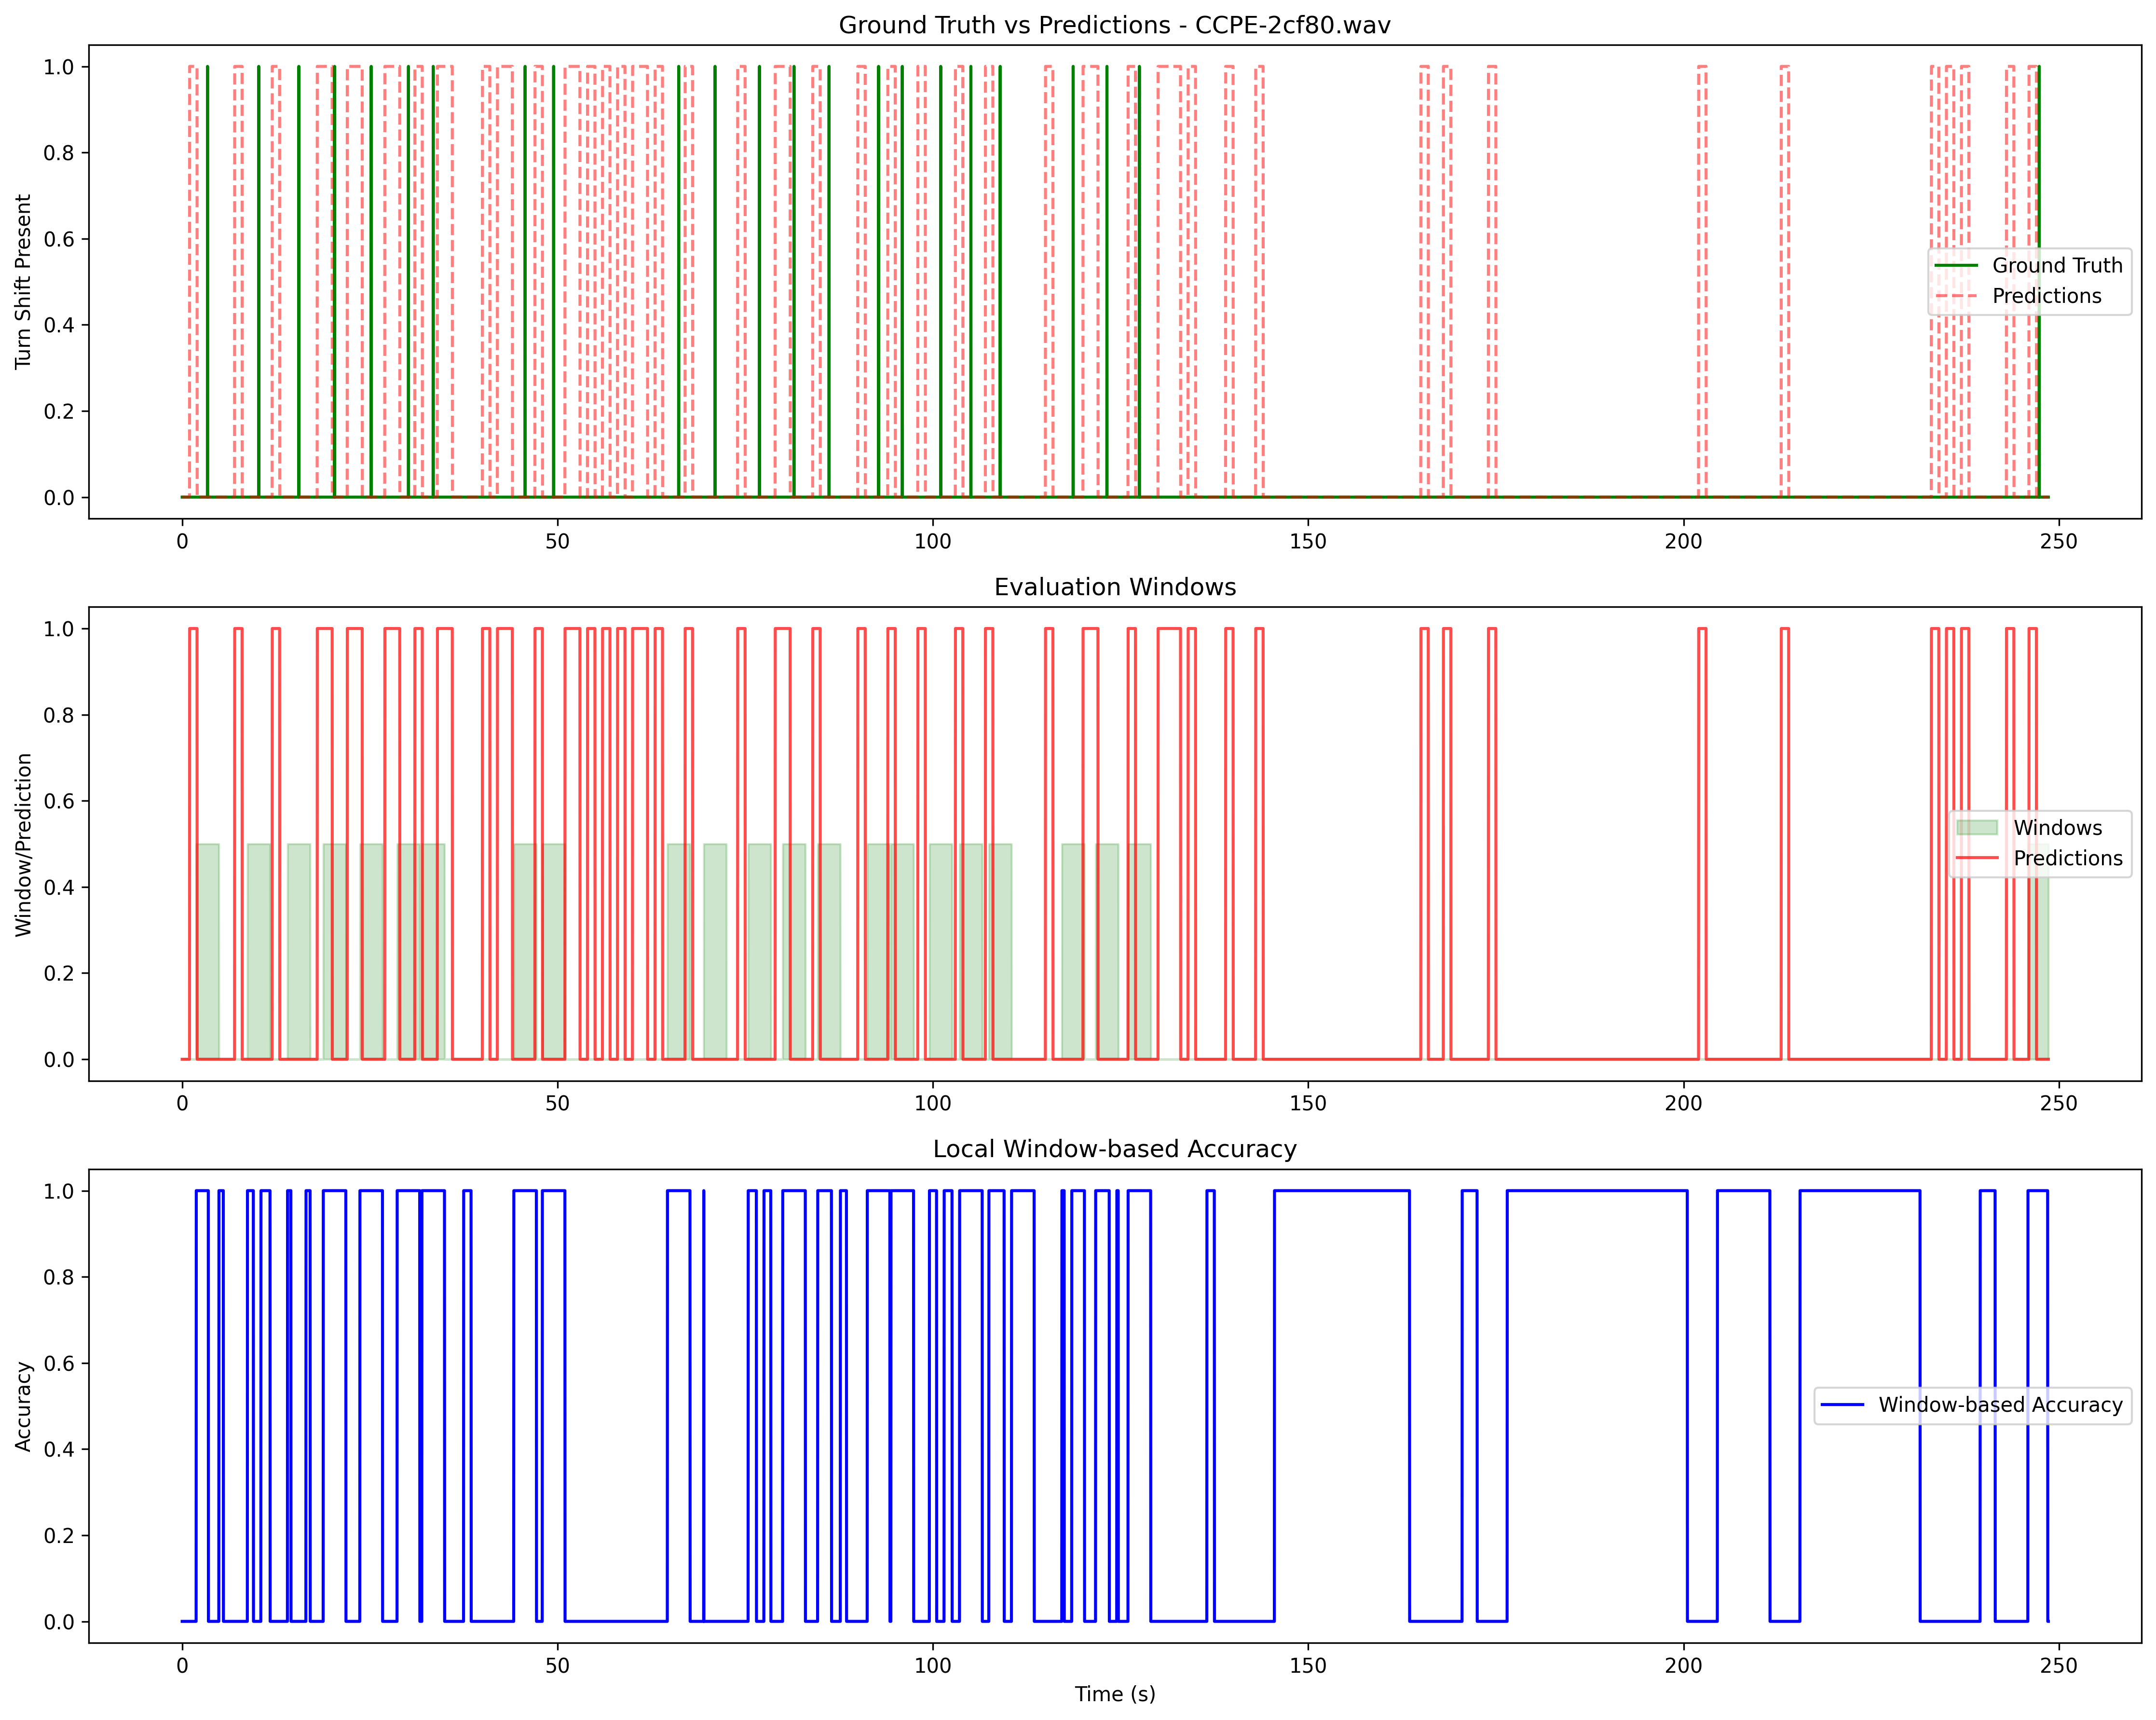 Ground Truth vs Predictions - CCPE-2cf80.wav
Turn Shift Present
1.0
0.8
0.6
0.4
0.2
0.0
Ground Truth
Predictions
0 50 100 150 200 250
Evaluation Windows
Window/Prediction
1.0
0.8
0.6
0.4
0.2
0.0
Windows
Predictions
0 50 100 150 200 250
Local Window-based Accuracy
Accuracy
1.0
0.8
0.6
0.4
0.2
0.0
Window-based Accuracy
0 50 100 150 200 250
Time (s)